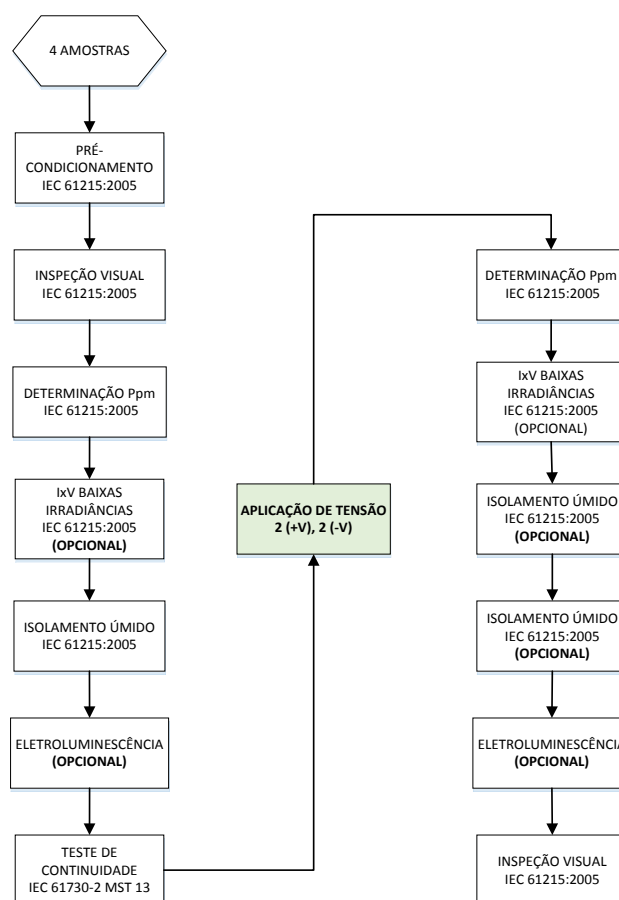 4 AMOSTRAS
PRÉ-
CONDICIONAMENTO
IEC 61215:2005
INSPEÇÃO VISUAL
IEC 61215:2005
DETERMINAÇÃO Ppm
IEC 61215:2005
IxV BAIXAS
IRRADIÂNCIAS
IEC 61215:2005
(OPCIONAL)
ISOLAMENTO ÚMIDO
IEC 61215:2005
ELETROLUMINESCÊNCIA
(OPCIONAL)
TESTE DE
CONTINUIDADE
IEC 61730-2 MST 13
APLICAÇÃO DE TENSÃO
2 (+V), 2 (-V)
DETERMINAÇÃO Ppm
IEC 61215:2005
IxV BAIXAS
IRRADIÂNCIAS
IEC 61215:2005
(OPCIONAL)
ISOLAMENTO ÚMIDO
IEC 61215:2005
(OPCIONAL)
ISOLAMENTO ÚMIDO
IEC 61215:2005
(OPCIONAL)
ELETROLUMINESCÊNCIA
(OPCIONAL)
INSPEÇÃO VISUAL
IEC 61215:2005